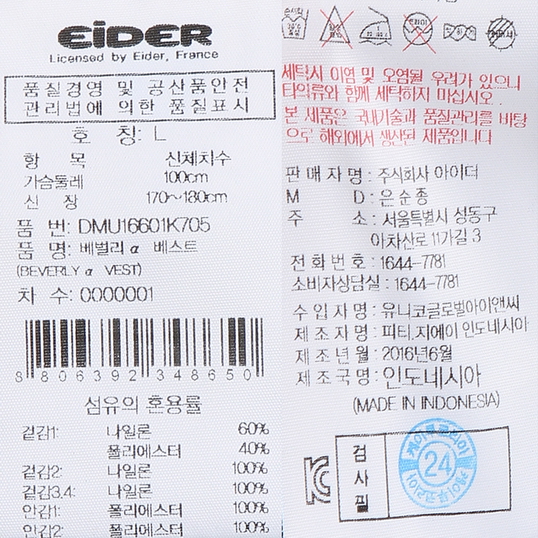 EiDER
Licensed by Eider, France
품질경영 및 공산품안전
관리법에 의한 품질표시
호 칭: L
항 목 신체치수
가슴둘레 100cm
신 장 170~180cm
품 번: DMU16601K705
품 명: 베벌리 α 베스트
(BEVERLY α VEST)
차 수: 0000001
8 806392 348650
섬유의 혼용률
겉감1: 나일론 60%
폴리에스터 40%
겉감2: 나일론 100%
겉감3,4: 나일론 100%
안감1: 폴리에스터 100%
안감2: 폴리에스터 100%
세탁시 이염 및 오염될 우려가 있으니
타의류와 함께 세탁하지 마십시오.
본 제품은 국내기술과 품질관리를 바탕
으로 해외에서 생산된 제품입니다
판 매 자 명 : 주식회사 아이더
M D : 은순종
주 소 : 서울특별시 성동구
아차산로 11가길 3
전 화 번 호 : 1644-7781
소비자상담실 : 1644-7781
수 입 자 명 : 유니코글로벌아이앤씨
제 조 자 명 : 피티.지에이 인도네시아
제 조 년 월 : 2016년6월
제 조 국 명 : 인도네시아
(MADE IN INDONESIA)
검
사
필
24